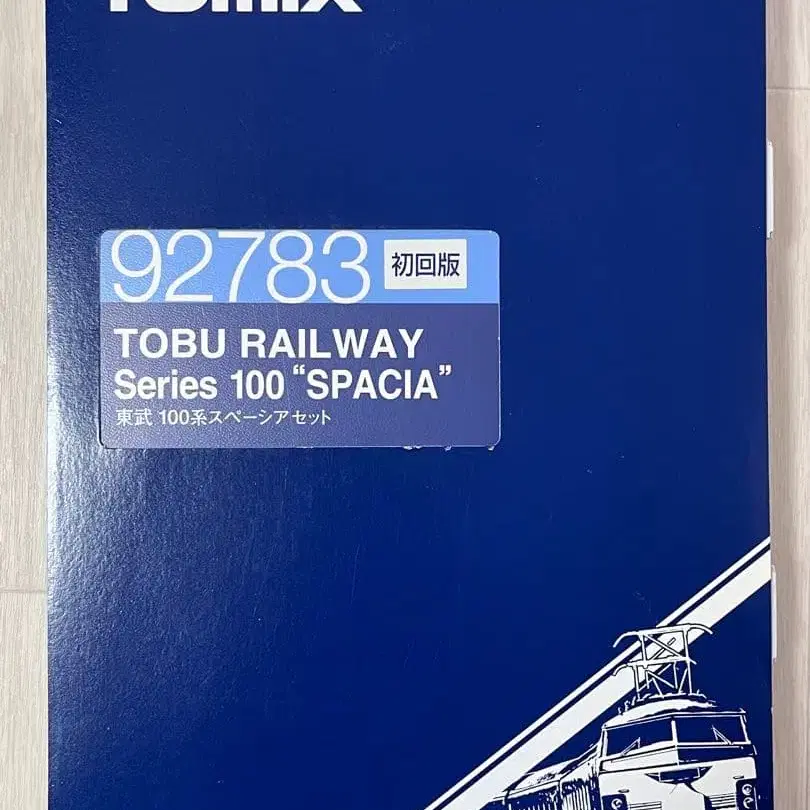 TOMIX
92783 初回版
TOBU RAILWAY
Series 100 “SPACIA”
東武 100系スペーシアセット